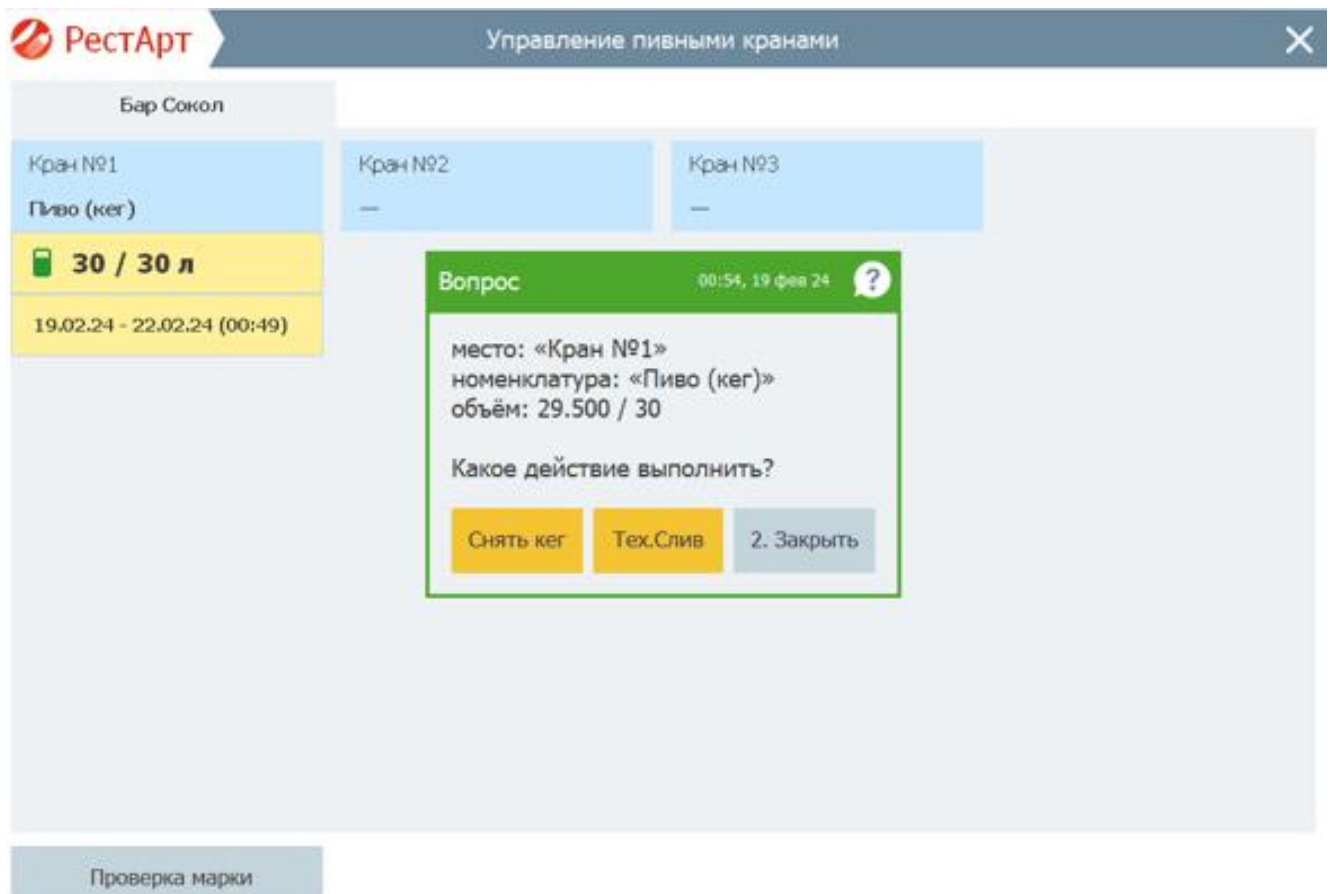 РестАрт
Управление пивными кранами
Бар Сокол
Кран №1
Пиво (кег)
30 / 30 л
19.02.24 - 22.02.24 (00:49)
Кран №2
—
Кран №3
—
Вопрос
00:54, 19 фев 24
?
место: «Кран №1»
номенклатура: «Пиво (кег)»
объём: 29.500 / 30
Какое действие выполнить?
Снять кег
Тех.Слив
2. Закрыть
Проверка марки